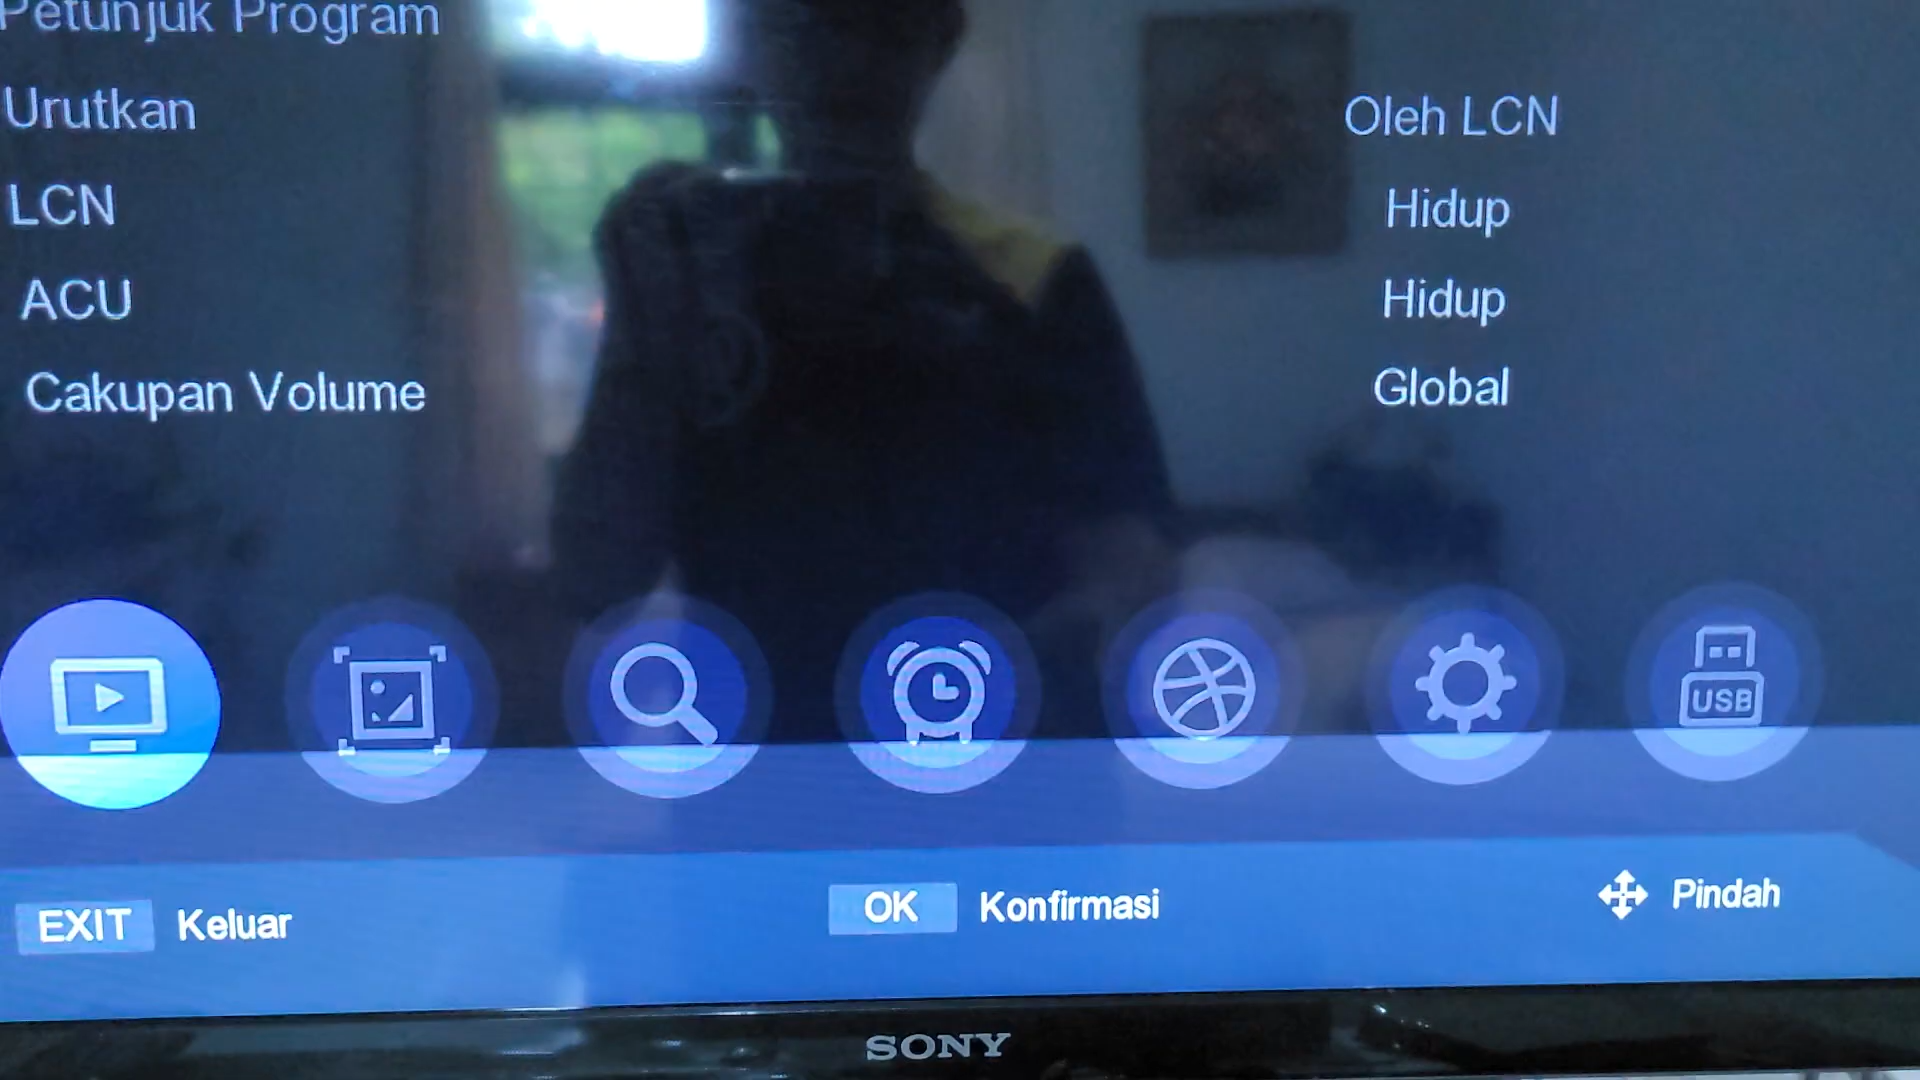 Petunjuk Program
Urutkan Oleh LCN
LCN Hidup
ACU Hidup
Cakupan Volume Global
USB
EXIT Keluar OK Konfirmasi Pindah
SONY